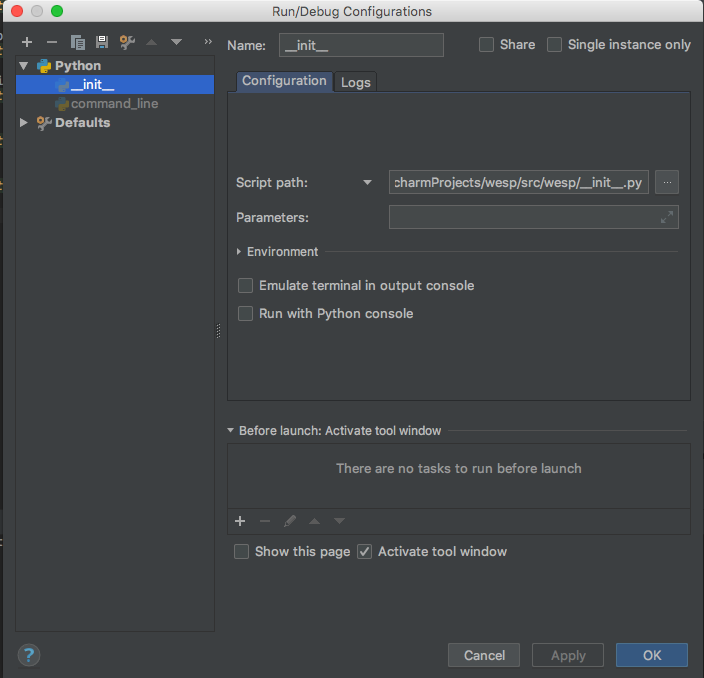 Run/Debug Configurations
Name: __init__
Share
Single instance only
Python
__init__
command_line
Defaults
Configuration
Logs
Script path: charmProjects/wesp/src/wesp/__init__.py ...
Parameters:
Environment
Emulate terminal in output console
Run with Python console
Before launch: Activate tool window
There are no tasks to run before launch
Show this page
Activate tool window
?
Cancel
Apply
OK